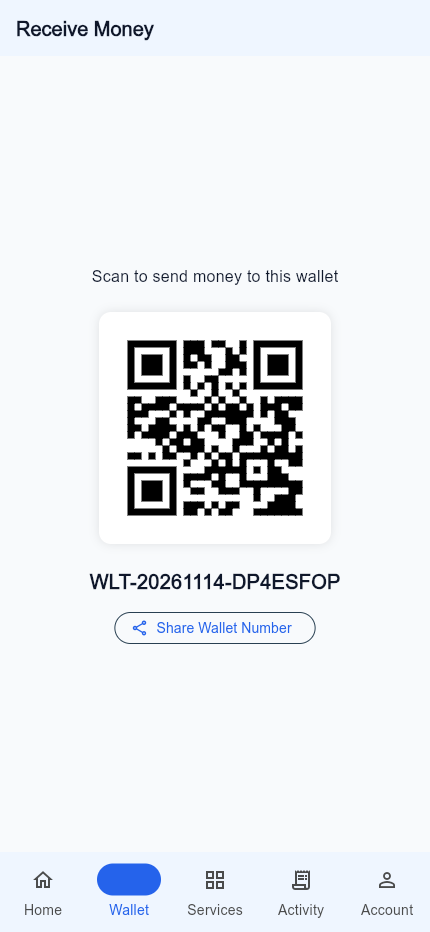 Receive Money
Scan to send money to this wallet
WLT-20261114-DP4ESFOP
Share Wallet Number
Home
Wallet
Services
Activity
Account